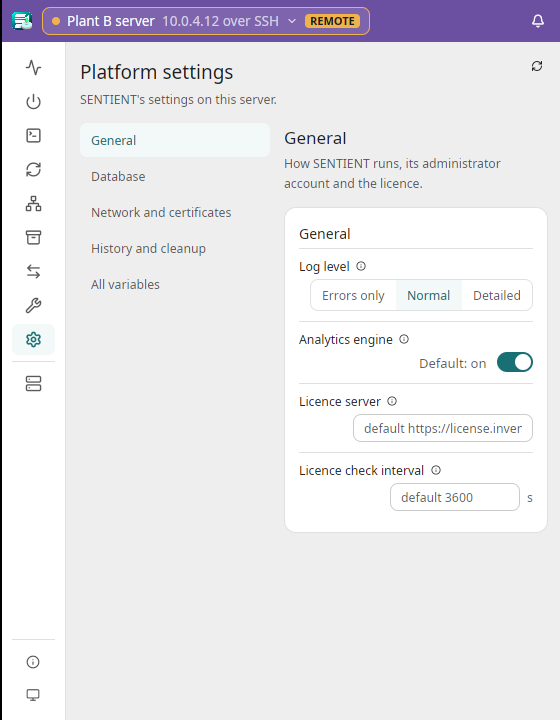 Plant B server 10.0.4.12 over SSH REMOTE
Platform settings
SENTIENT's settings on this server.
General
Database
Network and certificates
History and cleanup
All variables
General
How SENTIENT runs, its administrator
account and the licence.
General
Log level
Errors only Normal Detailed
Analytics engine
Default: on
Licence server
default https://license.inver
Licence check interval
default 3600 s